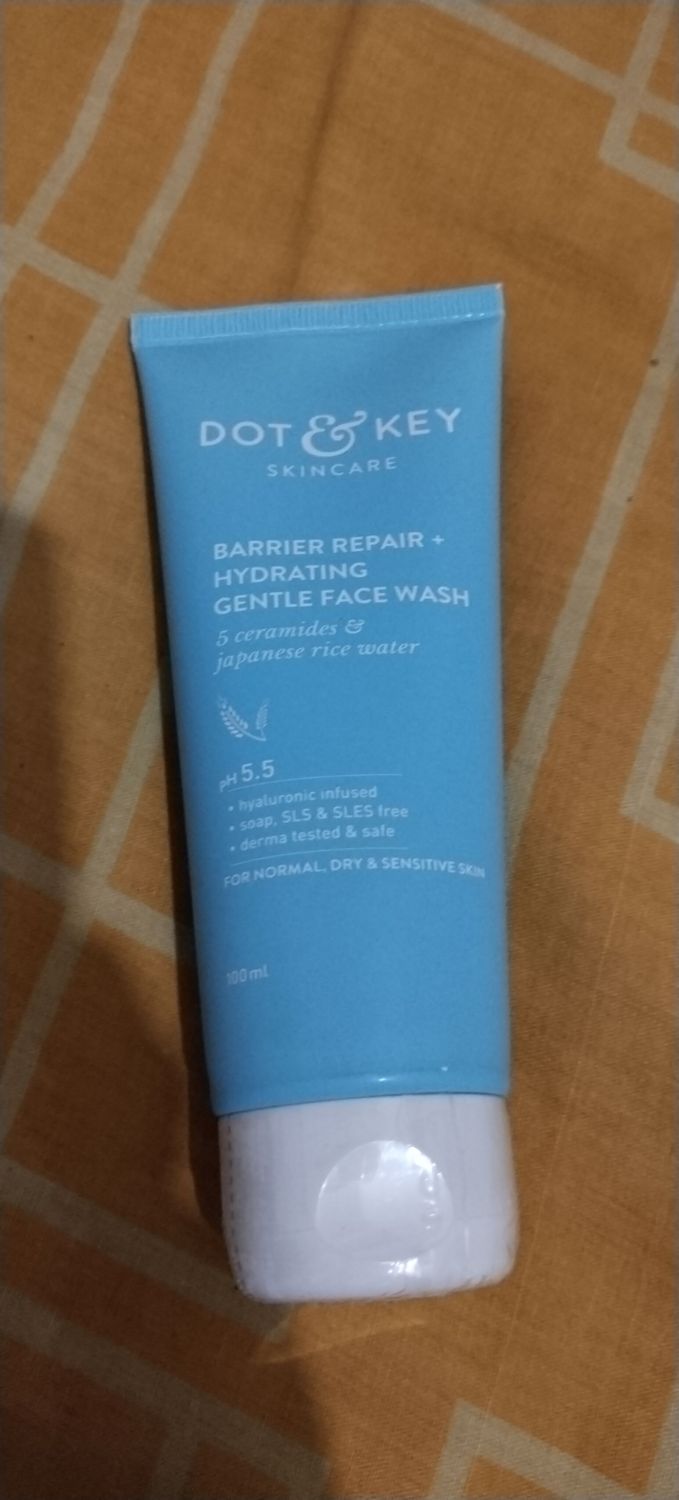 DOT & KEY
SKINCARE
BARRIER REPAIR +
HYDRATING
GENTLE FACE WASH
5 ceramides &
japanese rice water
pH 5.5
• hyaluronic infused
• soap, SLS & SLES free
• derma tested & safe
FOR NORMAL, DRY & SENSITIVE SKIN
100 ml